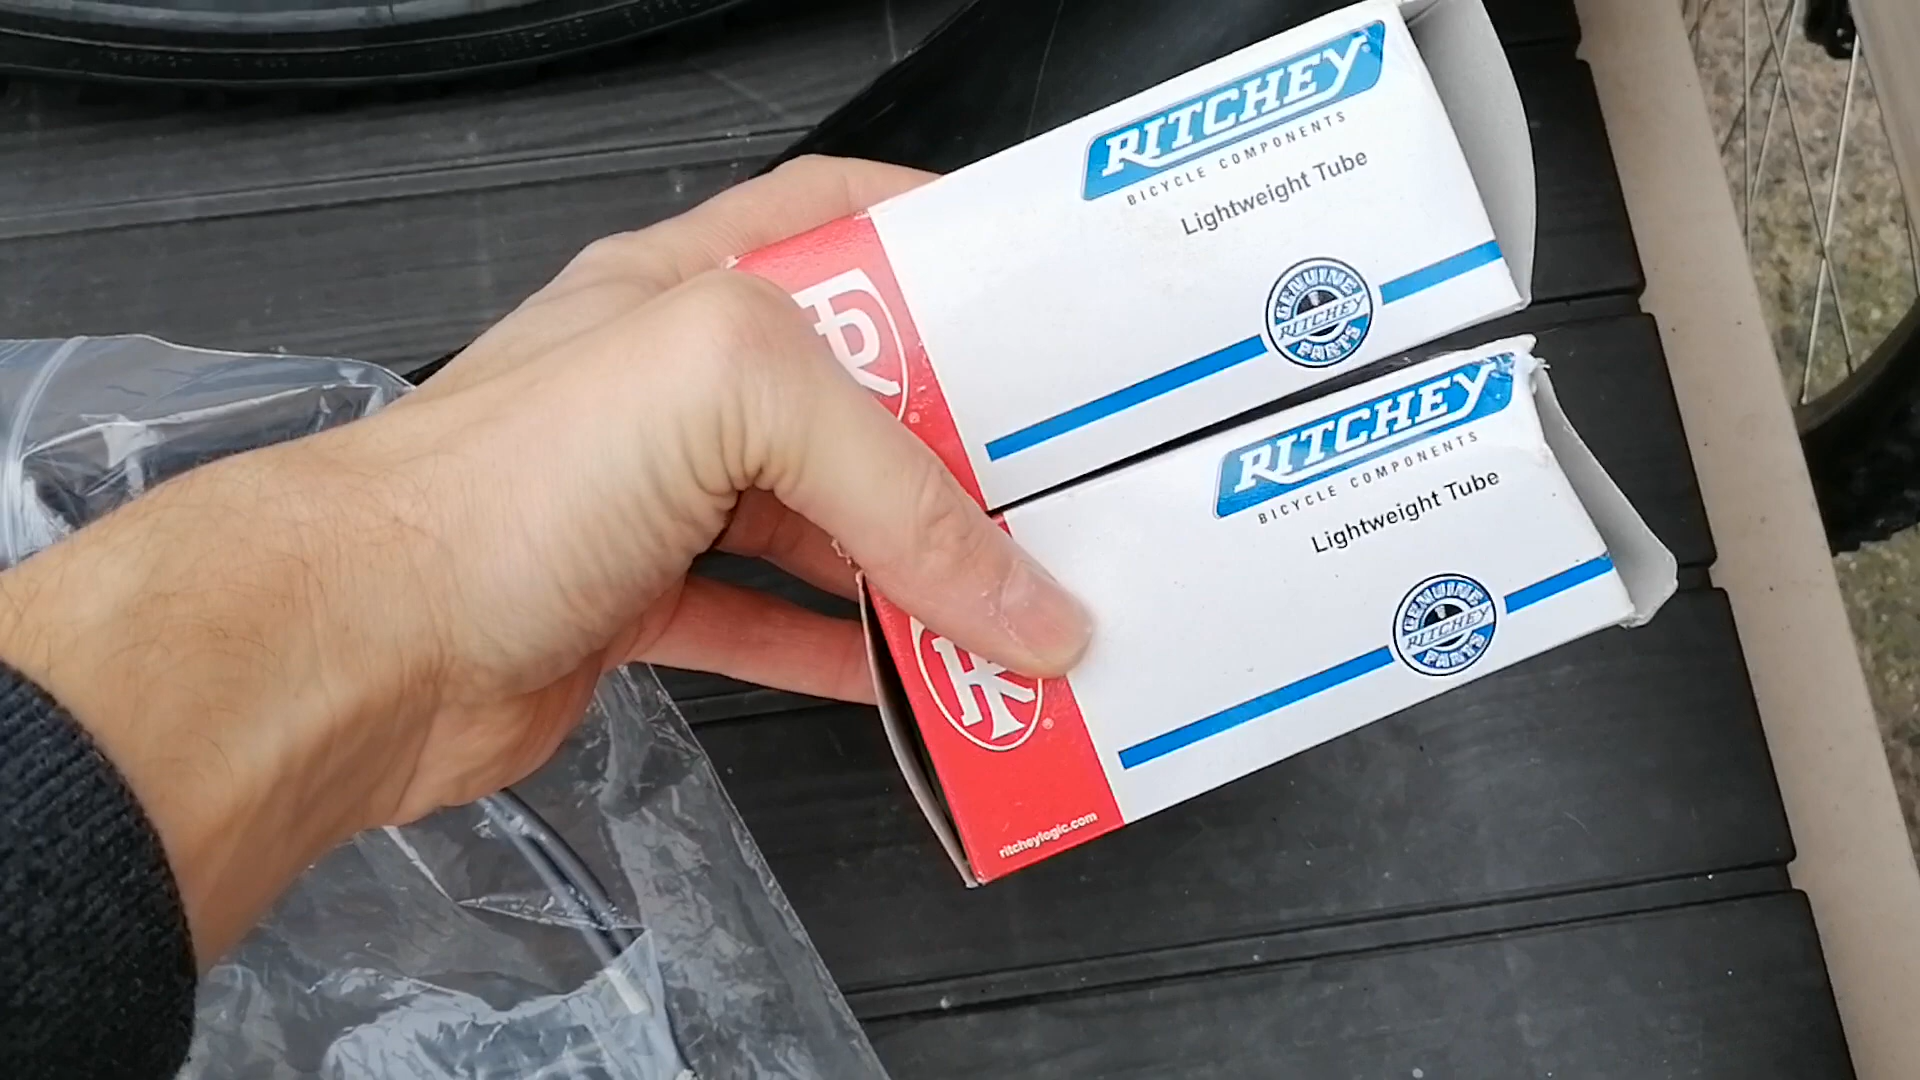 RITCHEY
BICYCLE COMPONENTS
Lightweight Tube
GENUINE
RITCHEY
PARTS
RITCHEY
BICYCLE COMPONENTS
Lightweight Tube
GENUINE
RITCHEY
PARTS
ritcheylogic.com